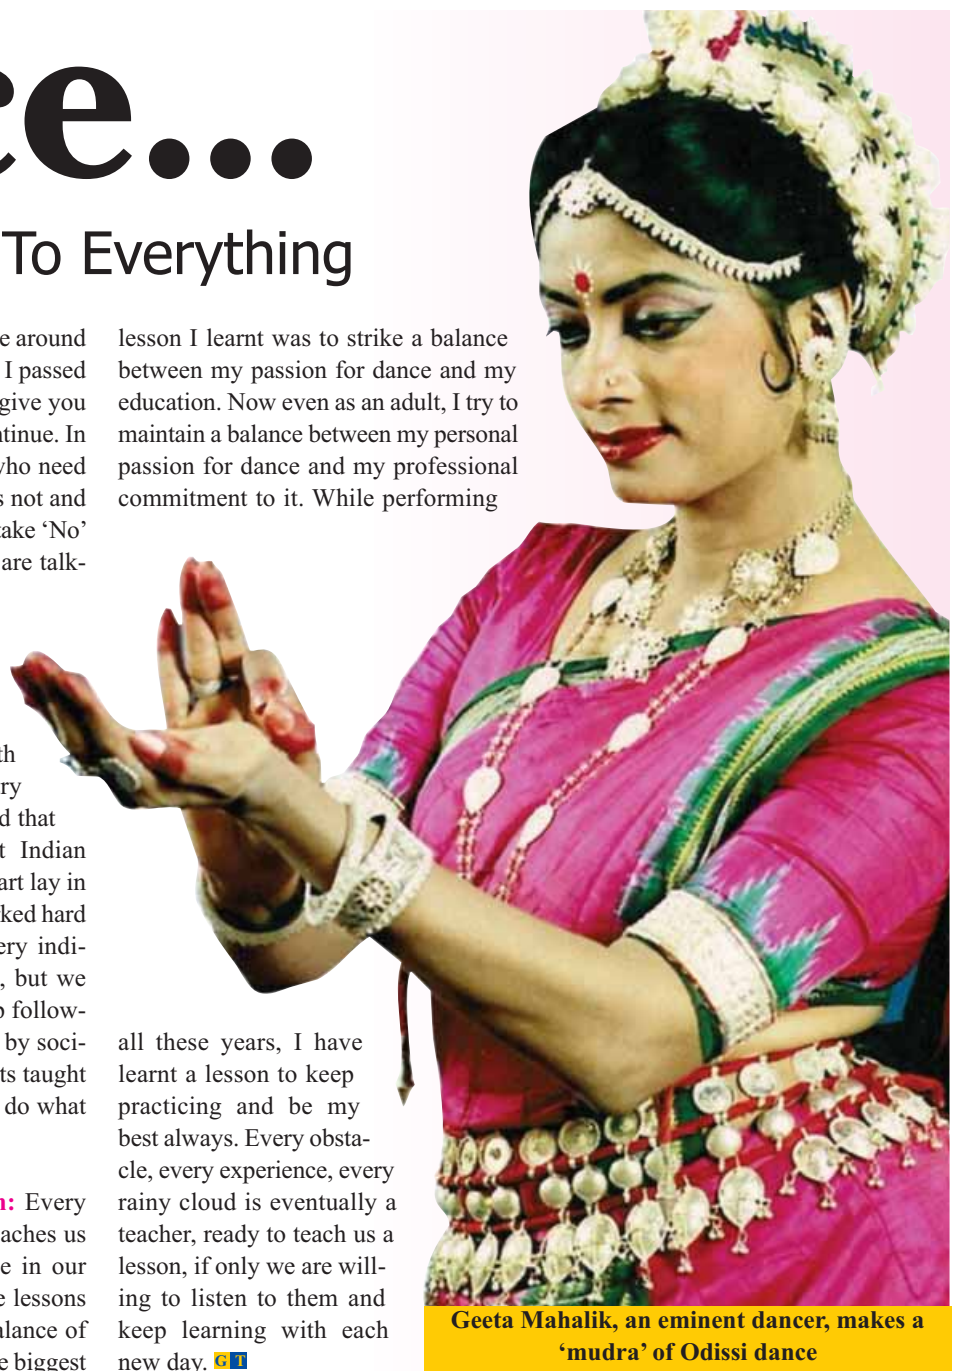 ce...
To Everything
e around
I passed
give you
ntinue. In
who need
s not and
take ‘No’
are talk-
th
ry
d that
t Indian
art lay in
ked hard
ery indi-
, but we
p follow-
by soci-
ts taught
do what
n: Every
aches us
e in our
e lessons
alance of
e biggest
lesson I learnt was to strike a balance
between my passion for dance and my
education. Now even as an adult, I try to
maintain a balance between my personal
passion for dance and my professional
commitment to it. While performing
all these years, I have
learnt a lesson to keep
practicing and be my
best always. Every obsta-
cle, every experience, every
rainy cloud is eventually a
teacher, ready to teach us a
lesson, if only we are will-
ing to listen to them and
keep learning with each
new day. G T
Geeta Mahalik, an eminent dancer, makes a
‘mudra’ of Odissi dance